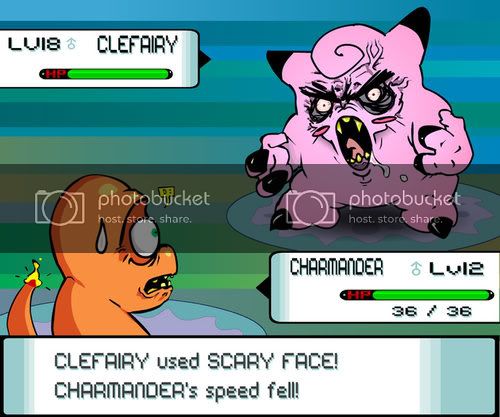 Lv18 ♂ CLEFAIRY
HP
photobucket
host. store. share.
photobucket
host. store. share.
CHARMANDER ♂ Lv12
HP
36 / 36
CLEFAIRY used SCARY FACE!
CHARMANDER's speed fell!